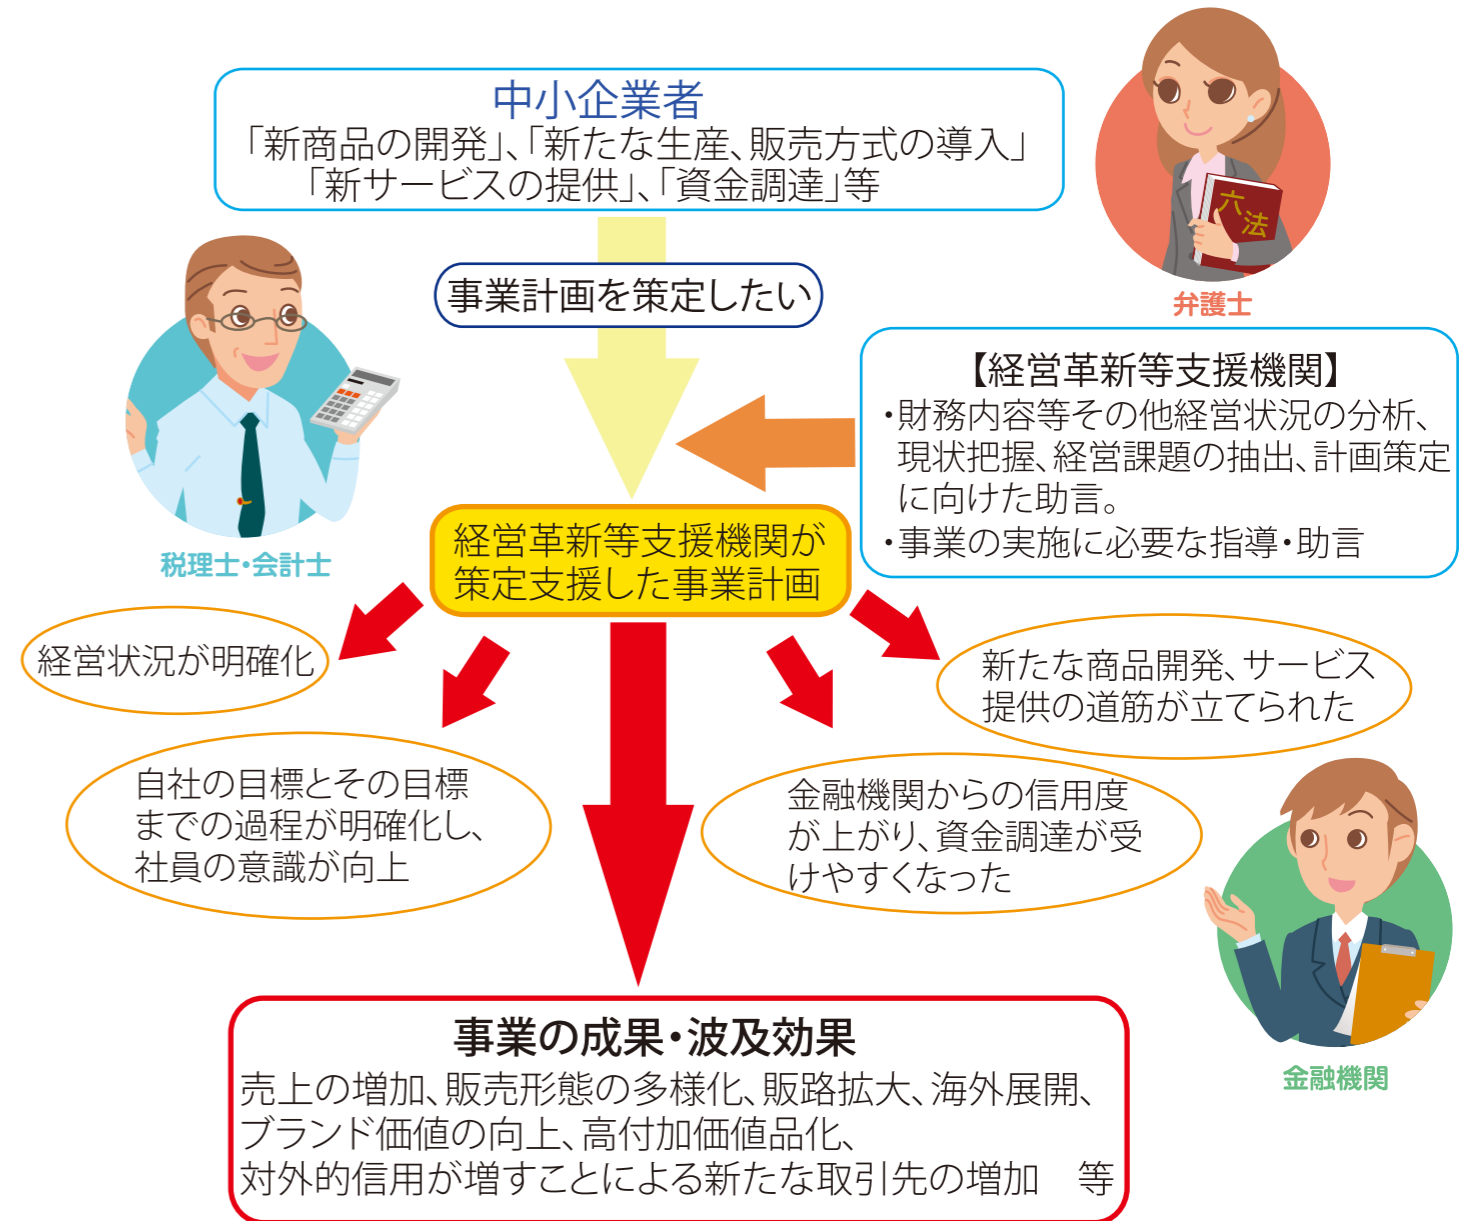 中小企業者
「新商品の開発」、「新たな生産、販売方式の導入」
「新サービスの提供」、「資金調達」等
六法
弁護士
事業計画を策定したい
【経営革新等支援機関】
・財務内容等その他経営状況の分析、
現状把握、経営課題の抽出、計画策定
に向けた助言。
・事業の実施に必要な指導・助言
税理士・会計士
経営革新等支援機関が
策定支援した事業計画
経営状況が明確化
新たな商品開発、サービス
提供の道筋が立てられた
自社の目標とその目標
までの過程が明確化し、
社員の意識が向上
金融機関からの信用度
が上がり、資金調達が受
けやすくなった
金融機関
事業の成果・波及効果
売上の増加、販売形態の多様化、販路拡大、海外展開、
ブランド価値の向上、高付加価値品化、
対外的信用が増すことによる新たな取引先の増加　等